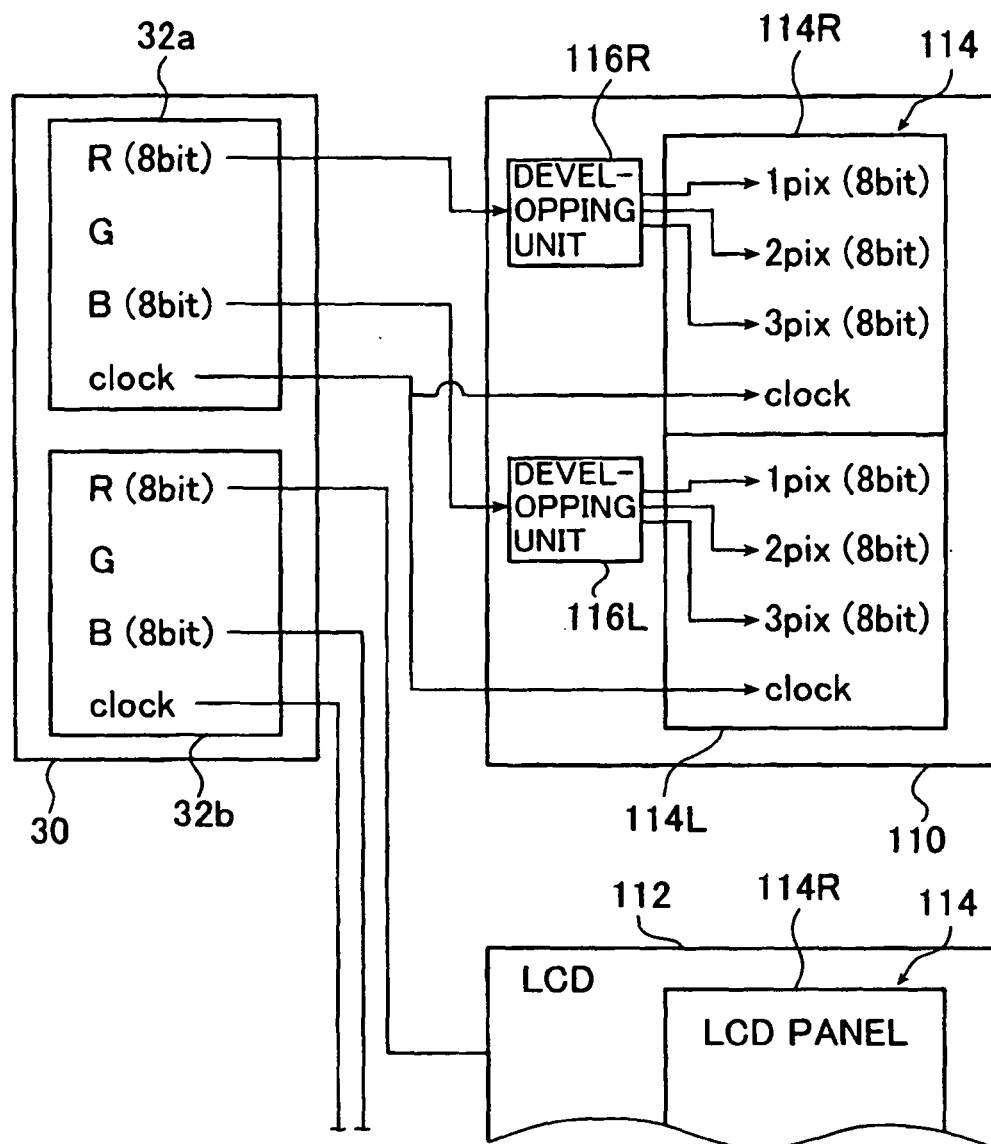 32a
R (8bit)
G
B (8bit)
clock
R (8bit)
G
B (8bit)
clock
30
32b
116R
114R
114
DEVEL-
OPPING
UNIT
1pix (8bit)
2pix (8bit)
3pix (8bit)
clock
DEVEL-
OPPING
UNIT
116L
1pix (8bit)
2pix (8bit)
3pix (8bit)
clock
114L
110
112
114R
114
LCD
LCD PANEL